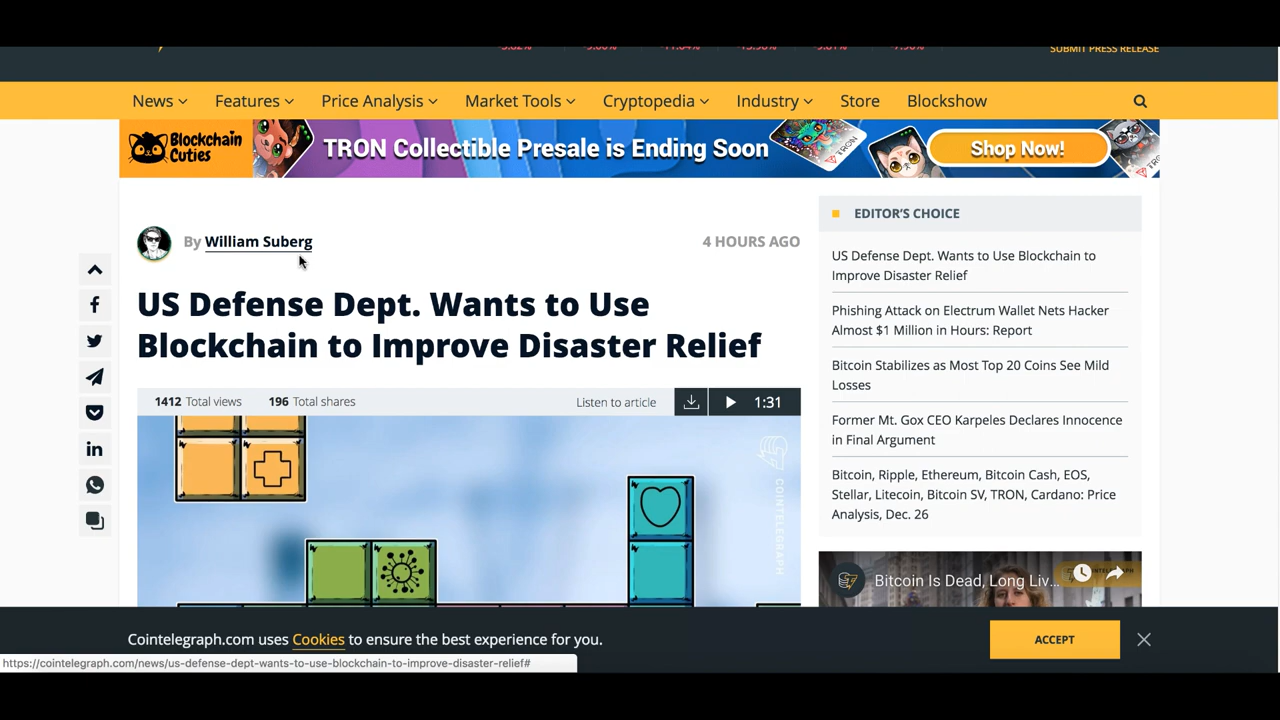 SUBMIT PRESS RELEASE
News
Features
Price Analysis
Market Tools
Cryptopedia
Industry
Store
Blockshow
Blockchain
Cuties
TRON Collectible Presale is Ending Soon
TRON
Shop Now!
By William Suberg
4 HOURS AGO
US Defense Dept. Wants to Use
Blockchain to Improve Disaster Relief
1412 Total views
196 Total shares
Listen to article
1:31
COINTELEGRAPH
EDITOR'S CHOICE
US Defense Dept. Wants to Use Blockchain to
Improve Disaster Relief
Phishing Attack on Electrum Wallet Nets Hacker
Almost $1 Million in Hours: Report
Bitcoin Stabilizes as Most Top 20 Coins See Mild
Losses
Former Mt. Gox CEO Karpeles Declares Innocence
in Final Argument
Bitcoin, Ripple, Ethereum, Bitcoin Cash, EOS,
Stellar, Litecoin, Bitcoin SV, TRON, Cardano: Price
Analysis, Dec. 26
Bitcoin Is Dead, Long Liv...
Cointelegraph.com uses Cookies to ensure the best experience for you.
ACCEPT
https://cointelegraph.com/news/us-defense-dept-wants-to-use-blockchain-to-improve-disaster-relief#